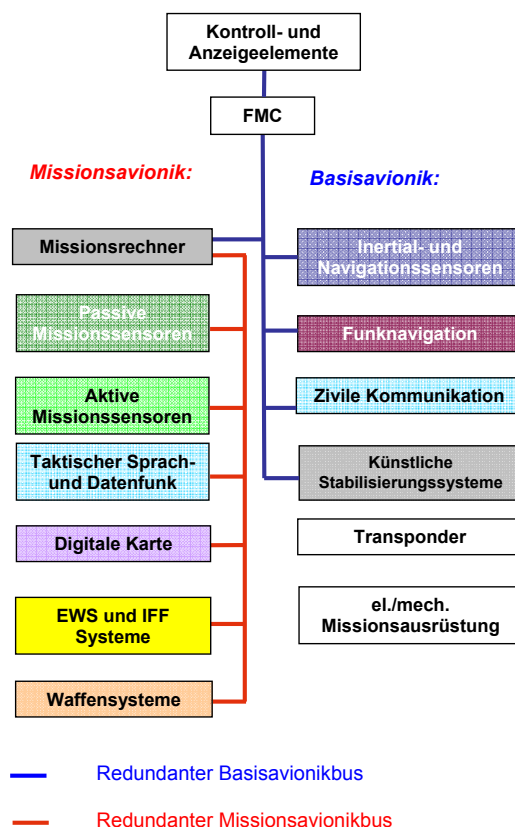 Kontroll- und
Anzeigeelemente
FMC
Missionsavionik:
Basisavionik:
Missionsrechner
Passive
Missionssensoren
Aktive
Missionssensoren
Taktischer Sprach-
und Datenfunk
Digitale Karte
EWS und IFF
Systeme
Waffensysteme
Inertial- und
Navigationssensoren
Funknavigation
Zivile Kommunikation
Künstliche
Stabilisierungssysteme
Transponder
el./mech.
Missionsausrüstung
Redundanter Basisavionikbus
Redundanter Missionsavionikbus